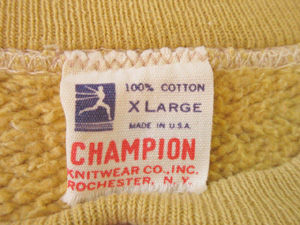 100% COTTON
X LARGE
MADE IN U.S.A.
CHAMPION
KNITWEAR CO., INC.
ROCHESTER, N. Y.